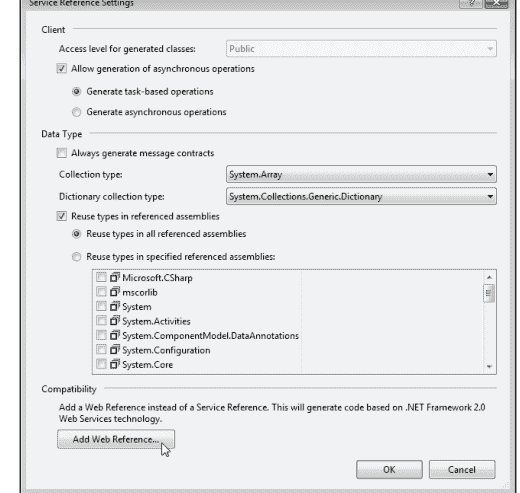 Service Reference Settings
Client
Access level for generated classes: Public
Allow generation of asynchronous operations
Generate task-based operations
Generate asynchronous operations
Data Type
Always generate message contracts
Collection type: System.Array
Dictionary collection type: System.Collections.Generic.Dictionary
Reuse types in referenced assemblies
Reuse types in all referenced assemblies
Reuse types in specified referenced assemblies:
Microsoft.CSharp
mscorlib
System
System.Activities
System.ComponentModel.DataAnnotations
System.Configuration
System.Core
Compatibility
Add a Web Reference instead of a Service Reference. This will generate code based on .NET Framework 2.0
Web Services technology.
Add Web Reference...
OK Cancel